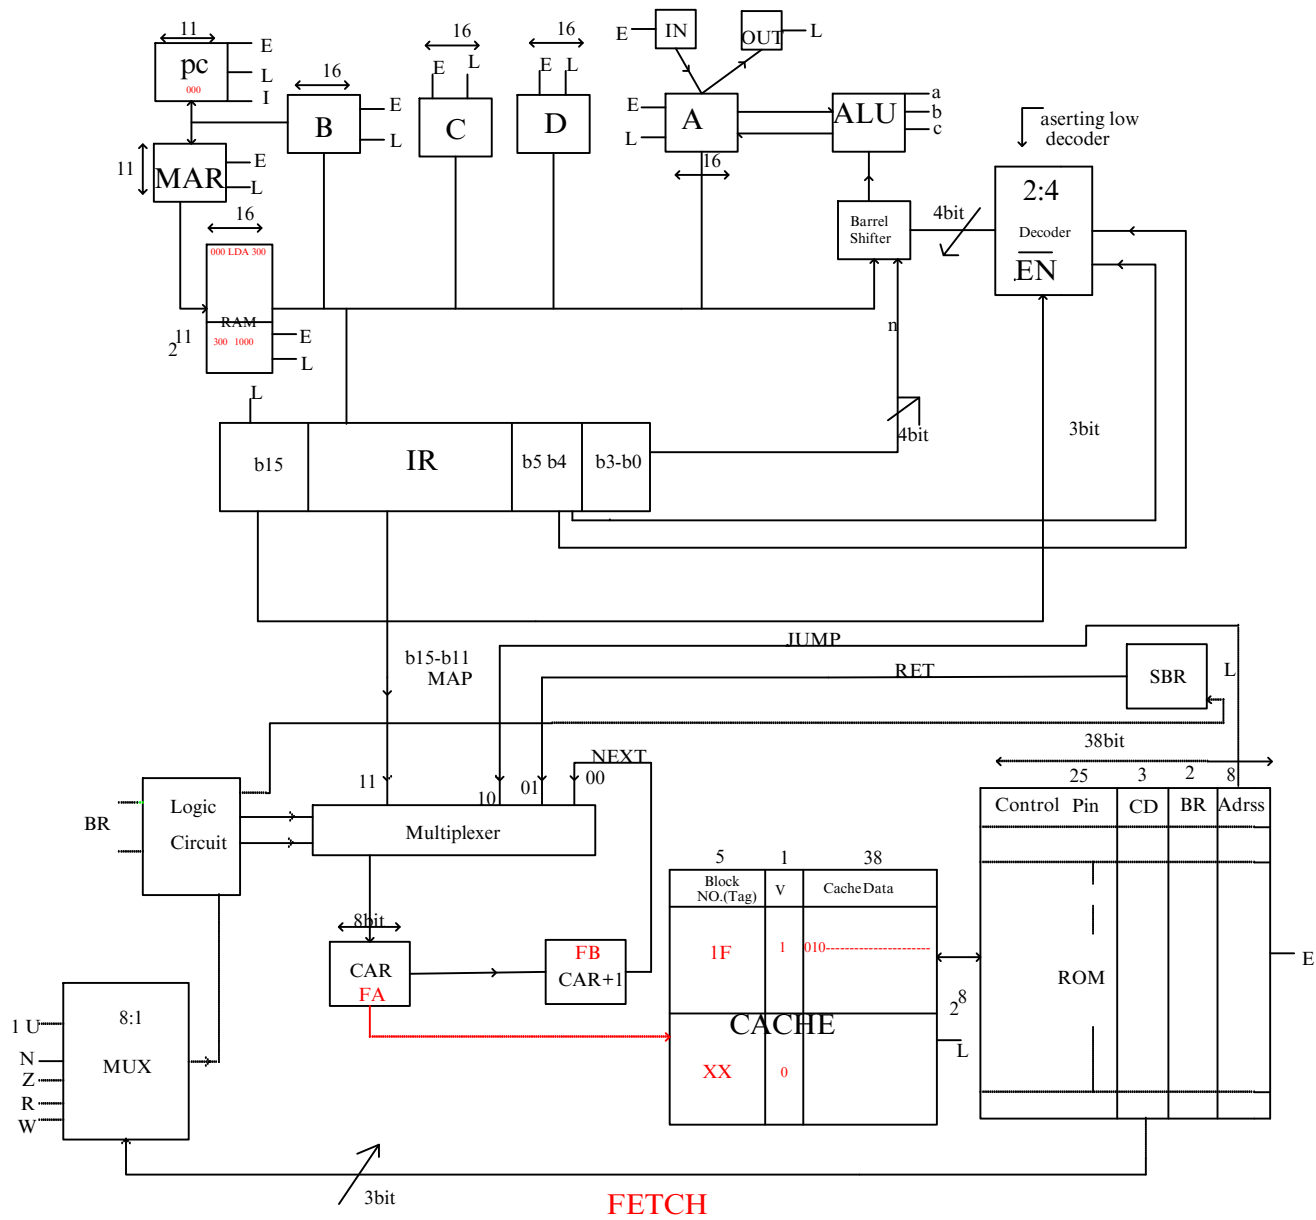 11
E
pc
L
000
I
16
B
E
L
16
E
L
C
16
E
L
D
E
IN
OUT
L
E
A
L
16
ALU
a
b
c
aserting low
decoder
11
MAR
E
L
16
000 LDA 300
RAM
300 1000
E
L
2^11
Barrel
Shifter
4bit
2:4
Decoder
EN
n
4bit
3bit
L
b15
IR
b5 b4
b3-b0
b15-b11
MAP
JUMP
RET
SBR
L
NEXT
11
10
01
00
BR
Logic
Circuit
Multiplexer
8bit
CAR
FA
FB
CAR+1
38bit
25
3
2
8
Control Pin
CD
BR
Adrss
ROM
E
2^8
5
1
38
Block
NO.(Tag)
V
Cache Data
1F
1
010----------------------
CACHE
XX
0
L
8:1
MUX
1 U
N
Z
R
W
3bit
FETCH